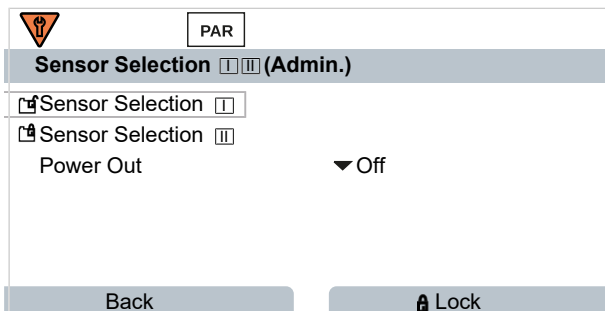 PAR
Sensor Selection I II (Admin.)
Sensor Selection I
Sensor Selection II
Power Out Off
Back Lock